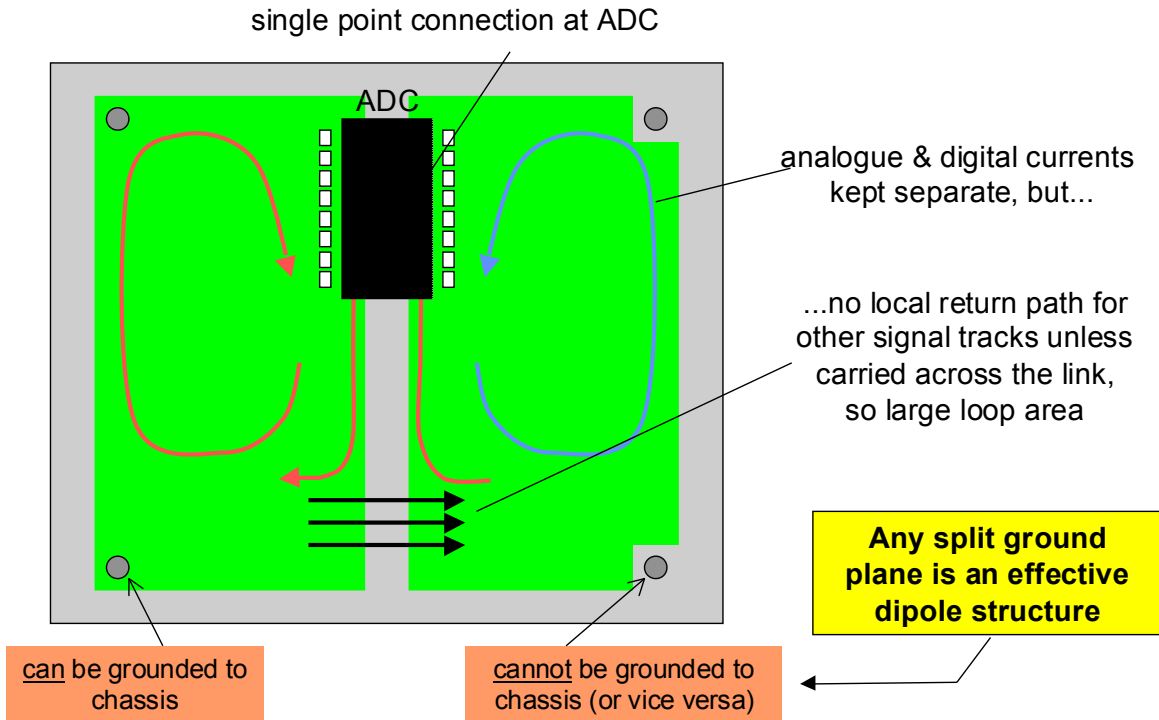 single point connection at ADC
ADC
analogue & digital currents
kept separate, but...
...no local return path for
other signal tracks unless
carried across the link,
so large loop area
Any split ground
plane is an effective
dipole structure
can be grounded to
chassis
cannot be grounded to
chassis (or vice versa)